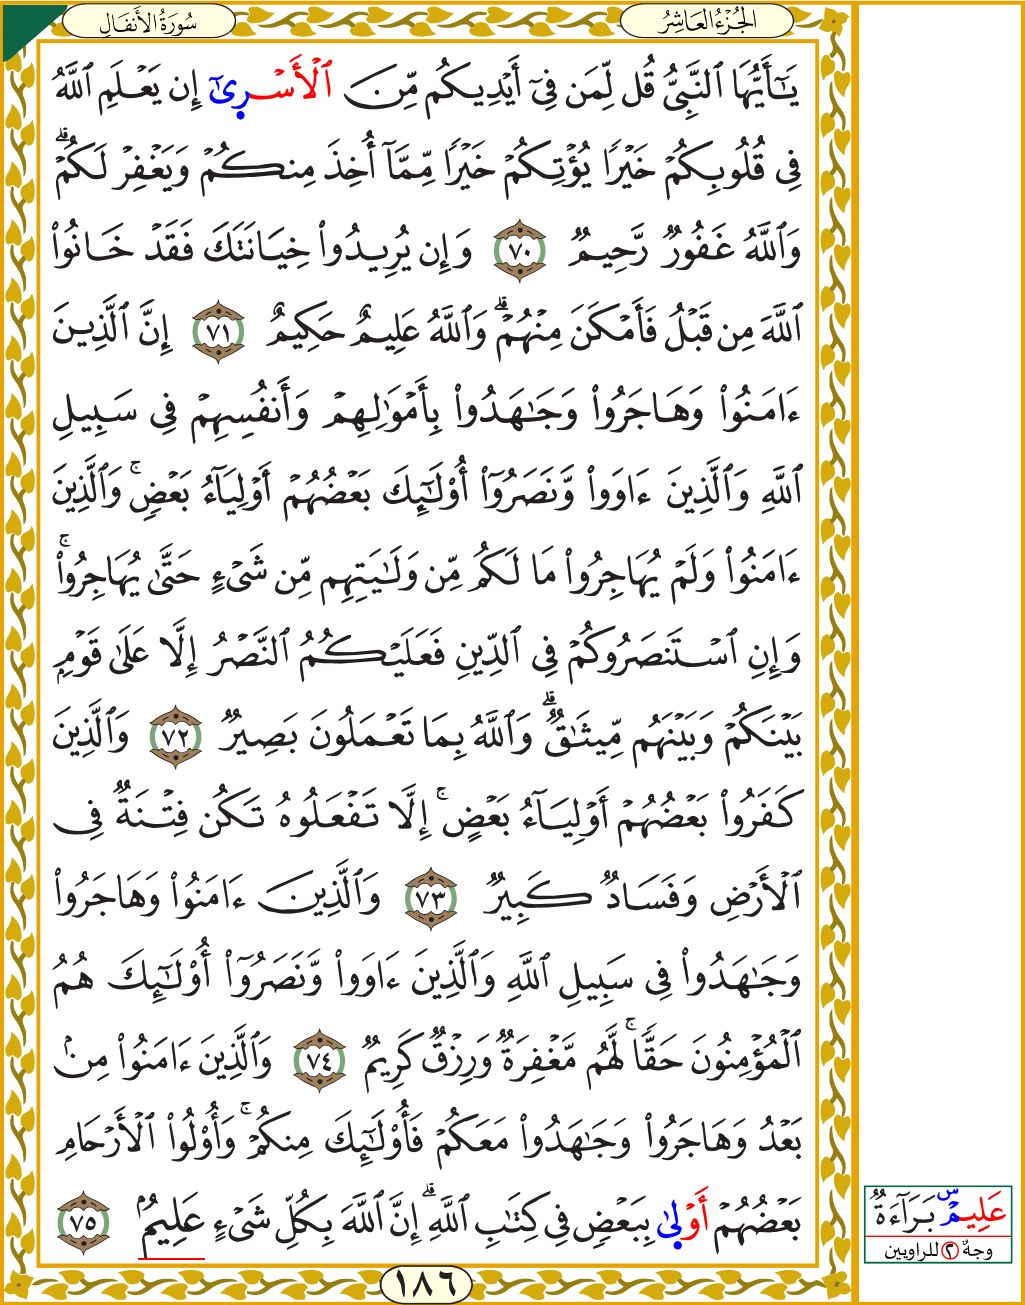 الجُزْءُ العَاشِرُ
سُورَةُ الأَنفَالِ
يَٰٓأَيُّهَا ٱلنَّبِىُّ قُل لِّمَن فِىٓ أَيْدِيكُم مِّنَ ٱلْأَسْرِىٰٓ إِن يَعْلَمِ ٱللَّهُ
فِى قُلُوبِكُمْ خَيْرًا يُؤْتِكُمْ خَيْرًا مِّمَّآ أُخِذَ مِنكُمْ وَيَغْفِرْ لَكُمْۗ
وَٱللَّهُ غَفُورٌ رَّحِيمٌ ٧٠ وَإِن يُرِيدُوا۟ خِيَانَتَكَ فَقَدْ خَانُوا۟
ٱللَّهَ مِن قَبْلُ فَأَمْكَنَ مِنْهُمْۗ وَٱللَّهُ عَلِيمٌ حَكِيمٌ ٧١ إِنَّ ٱلَّذِينَ
ءَامَنُوا۟ وَهَاجَرُوا۟ وَجَٰهَدُوا۟ بِأَمْوَٰلِهِمْ وَأَنفُسِهِمْ فِى سَبِيلِ
ٱللَّهِ وَٱلَّذِينَ ءَاوَوا۟ وَّنَصَرُوٓا۟ أُو۟لَٰٓئِكَ بَعْضُهُمْ أَوْلِيَآءُ بَعْضٍۚ وَٱلَّذِينَ
ءَامَنُوا۟ وَلَمْ يُهَاجِرُوا۟ مَا لَكُم مِّن وَلَٰيَتِهِم مِّن شَىْءٍ حَتَّىٰ يُهَاجِرُوا۟ۚ
وَإِنِ ٱسْتَنصَرُوكُمْ فِى ٱلدِّينِ فَعَلَيْكُمُ ٱلنَّصْرُ إِلَّا عَلَىٰ قَوْمٍۭ
بَيْنَكُمْ وَبَيْنَهُم مِّيثَٰقٌۗ وَٱللَّهُ بِمَا تَعْمَلُونَ بَصِيرٌ ٧٢ وَٱلَّذِينَ
كَفَرُوا۟ بَعْضُهُمْ أَوْلِيَآءُ بَعْضٍۚ إِلَّا تَفْعَلُوهُ تَكُن فِتْنَةٌ فِى
ٱلْأَرْضِ وَفَسَادٌ كَبِيرٌ ٧٣ وَٱلَّذِينَ ءَامَنُوا۟ وَهَاجَرُوا۟
وَجَٰهَدُوا۟ فِى سَبِيلِ ٱللَّهِ وَٱلَّذِينَ ءَاوَوا۟ وَّنَصَرُوٓا۟ أُو۟لَٰٓئِكَ هُمُ
ٱلْمُؤْمِنُونَ حَقًّاۚ لَّهُم مَّغْفِرَةٌ وَرِزْقٌ كَرِيمٌ ٧٤ وَٱلَّذِينَ ءَامَنُوا۟ مِنۢ
بَعْدُ وَهَاجَرُوا۟ وَجَٰهَدُوا۟ مَعَكُمْ فَأُو۟لَٰٓئِكَ مِنكُمْۚ وَأُو۟لُوا۟ ٱلْأَرْحَامِ
بَعْضُهُمْ أَوْلِىٰ بِبَعْضٍ فِى كِتَٰبِ ٱللَّهِۗ إِنَّ ٱللَّهَ بِكُلِّ شَىْءٍ عَلِيمٌۢ ٧٥
عَلِيمٌ س بَرَآءَةٌ
وجهٌ ٢ للراويين
١٨٦